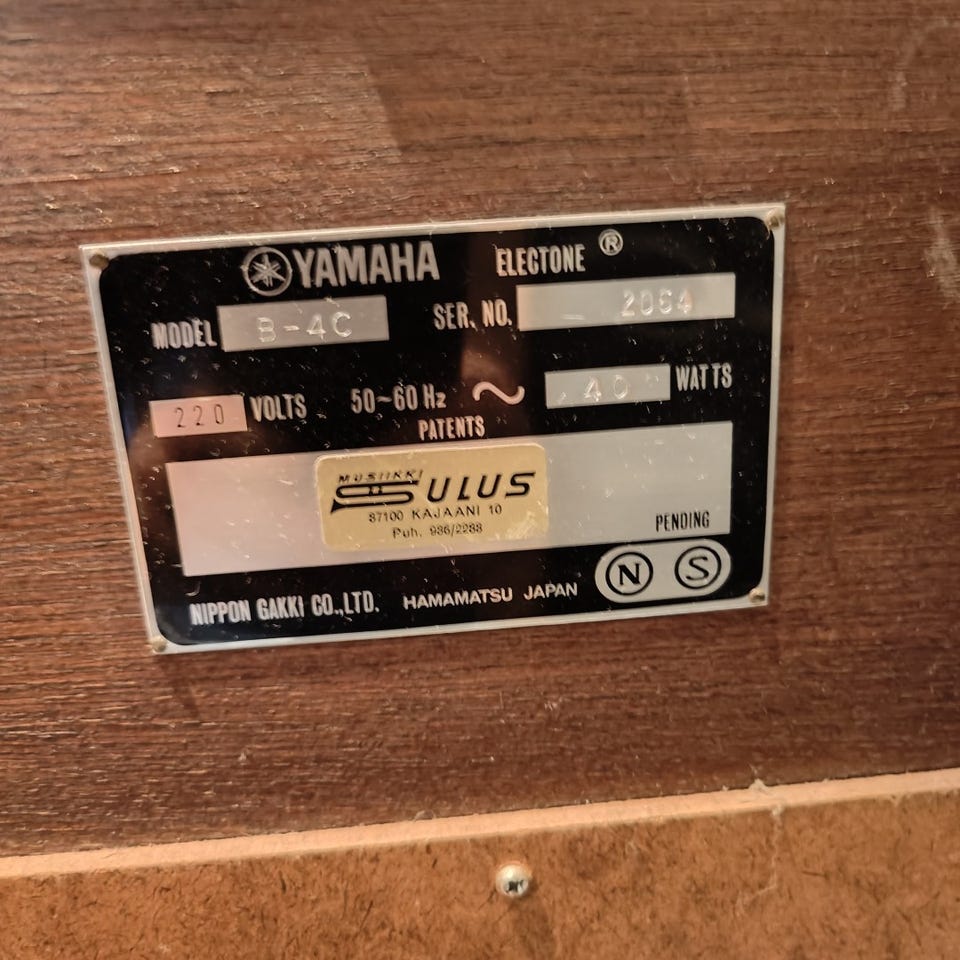 YAMAHA ELECTONE ®
MODEL B-4C SER. NO. 2064
220 VOLTS 50~60 Hz ~ 40 WATTS
PATENTS
MUSIIKKI
SULUS
87100 KAJAANI 10
Puh. 986/2288
PENDING
NIPPON GAKKI CO.,LTD. HAMAMATSU JAPAN N S